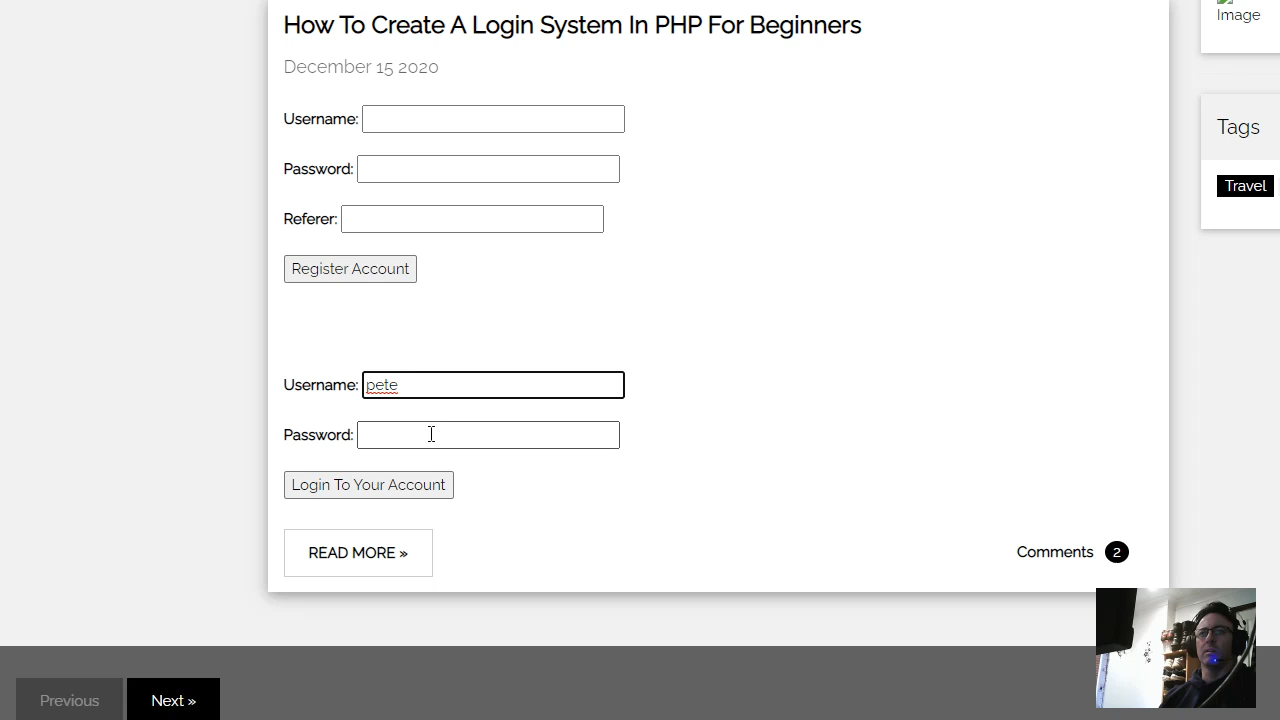 How To Create A Login System In PHP For Beginners
December 15 2020
Username:
Password:
Referer:
Register Account
Username: pete
Password:
Login To Your Account
READ MORE »
Comments 2
Image
Tags
Travel
Previous
Next »